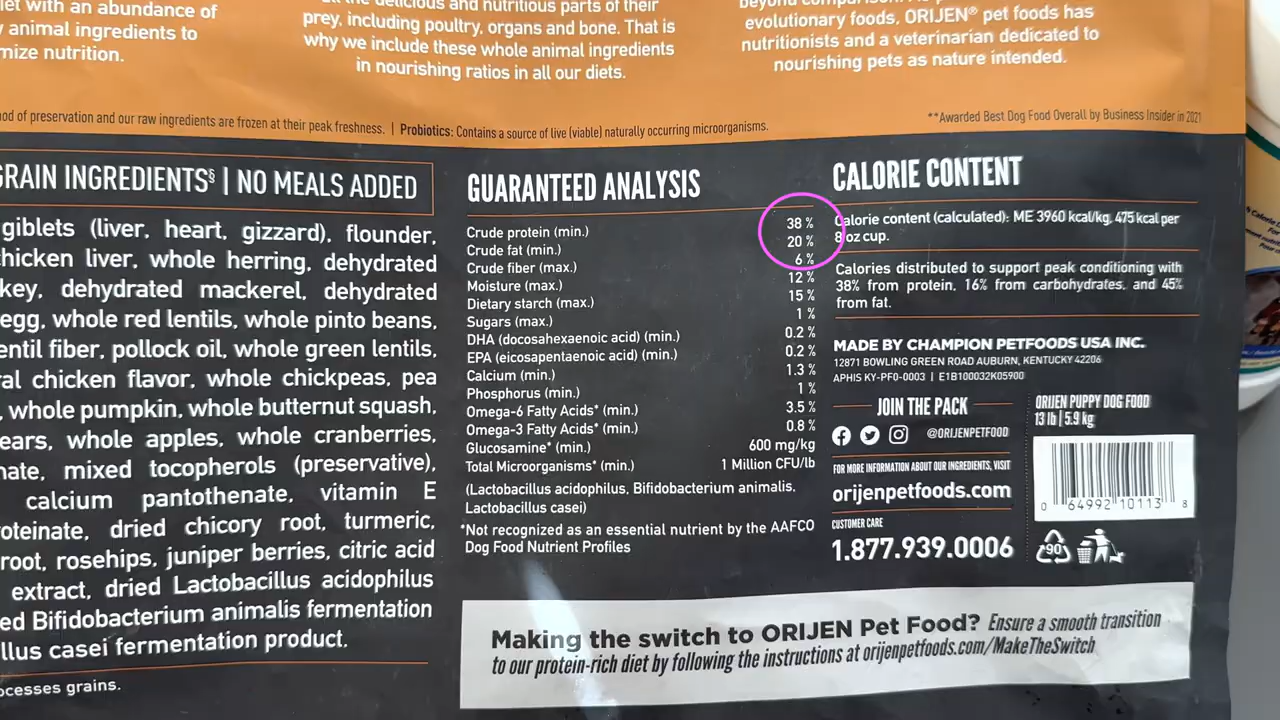 iet with an abundance of
animal ingredients to
mize nutrition.
the delicious and nutritious parts of their
prey, including poultry, organs and bone. That is
why we include these whole animal ingredients
in nourishing ratios in all our diets.
evolutionary foods, ORIJEN® pet foods has
nutritionists and a veterinarian dedicated to
nourishing pets as nature intended.
od of preservation and our raw ingredients are frozen at their peak freshness. | Probiotics: Contains a source of live (viable) naturally occurring microorganisms.
**Awarded Best Dog Food Overall by Business Insider in 2021
GRAIN INGREDIENTS§ | NO MEALS ADDED
giblets (liver, heart, gizzard), flounder,
hicken liver, whole herring, dehydrated
key, dehydrated mackerel, dehydrated
egg, whole red lentils, whole pinto beans,
entil fiber, pollock oil, whole green lentils,
ral chicken flavor, whole chickpeas, pea
, whole pumpkin, whole butternut squash,
ears, whole apples, whole cranberries,
nate, mixed tocopherols (preservative),
calcium pantothenate, vitamin E
roteinate, dried chicory root, turmeric,
root, rosehips, juniper berries, citric acid
extract, dried Lactobacillus acidophilus
ed Bifidobacterium animalis fermentation
llus casei fermentation product.
ocesses grains.
GUARANTEED ANALYSIS
Crude protein (min.) 38 %
Crude fat (min.) 20 %
Crude fiber (max.) 6 %
Moisture (max.) 12 %
Dietary starch (max.) 15 %
Sugars (max.) 1 %
DHA (docosahexaenoic acid) (min.) 0.2 %
EPA (eicosapentaenoic acid) (min.) 0.2 %
Calcium (min.) 1.3 %
Phosphorus (min.) 1 %
Omega-6 Fatty Acids* (min.) 3.5 %
Omega-3 Fatty Acids* (min.) 0.8 %
Glucosamine* (min.) 600 mg/kg
Total Microorganisms* (min.) 1 Million CFU/lb
(Lactobacillus acidophilus, Bifidobacterium animalis,
Lactobacillus casei)
*Not recognized as an essential nutrient by the AAFCO
Dog Food Nutrient Profiles
CALORIE CONTENT
Calorie content (calculated): ME 3960 kcal/kg, 475 kcal per
8 oz cup.
Calories distributed to support peak conditioning with
38% from protein, 16% from carbohydrates, and 45%
from fat.
MADE BY CHAMPION PETFOODS USA INC.
12871 BOWLING GREEN ROAD AUBURN, KENTUCKY 42206
APHIS KY-PF0-0003 | E1B100032K05900
JOIN THE PACK
@ORIJENPETFOOD
FOR MORE INFORMATION ABOUT OUR INGREDIENTS, VISIT
orijenpetfoods.com
CUSTOMER CARE
1.877.939.0006
ORIJEN PUPPY DOG FOOD
13 lb | 5.9 kg
0 64992 10113 8
90
Making the switch to ORIJEN Pet Food? Ensure a smooth transition
to our protein-rich diet by following the instructions at orijenpetfoods.com/MakeTheSwitch